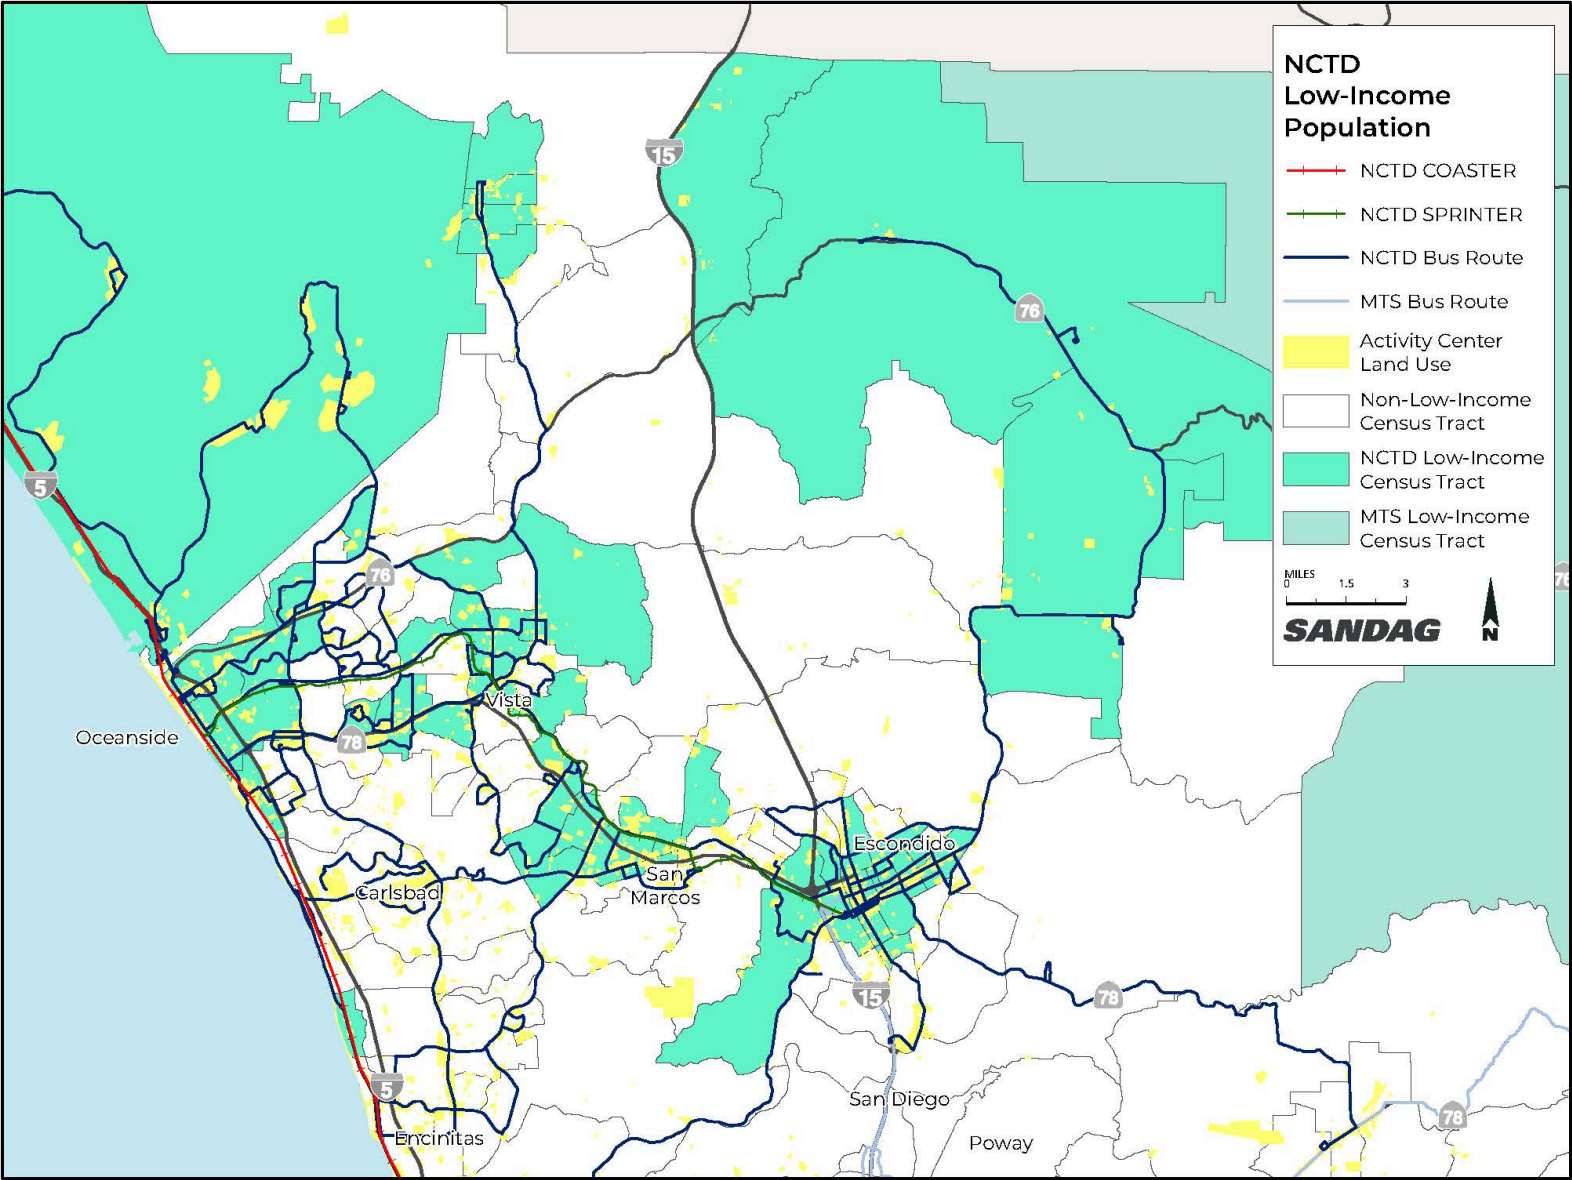 NCTD
Low-Income
Population
NCTD COASTER
NCTD SPRINTER
NCTD Bus Route
MTS Bus Route
Activity Center
Land Use
Non-Low-Income
Census Tract
NCTD Low-Income
Census Tract
MTS Low-Income
Census Tract
MILES
0 1.5 3
SANDAG
N
15
76
5
76
76
Vista
Oceanside
78
Escondido
San
Marcos
Carlsbad
15
78
5
San Diego
78
Encinitas
Poway